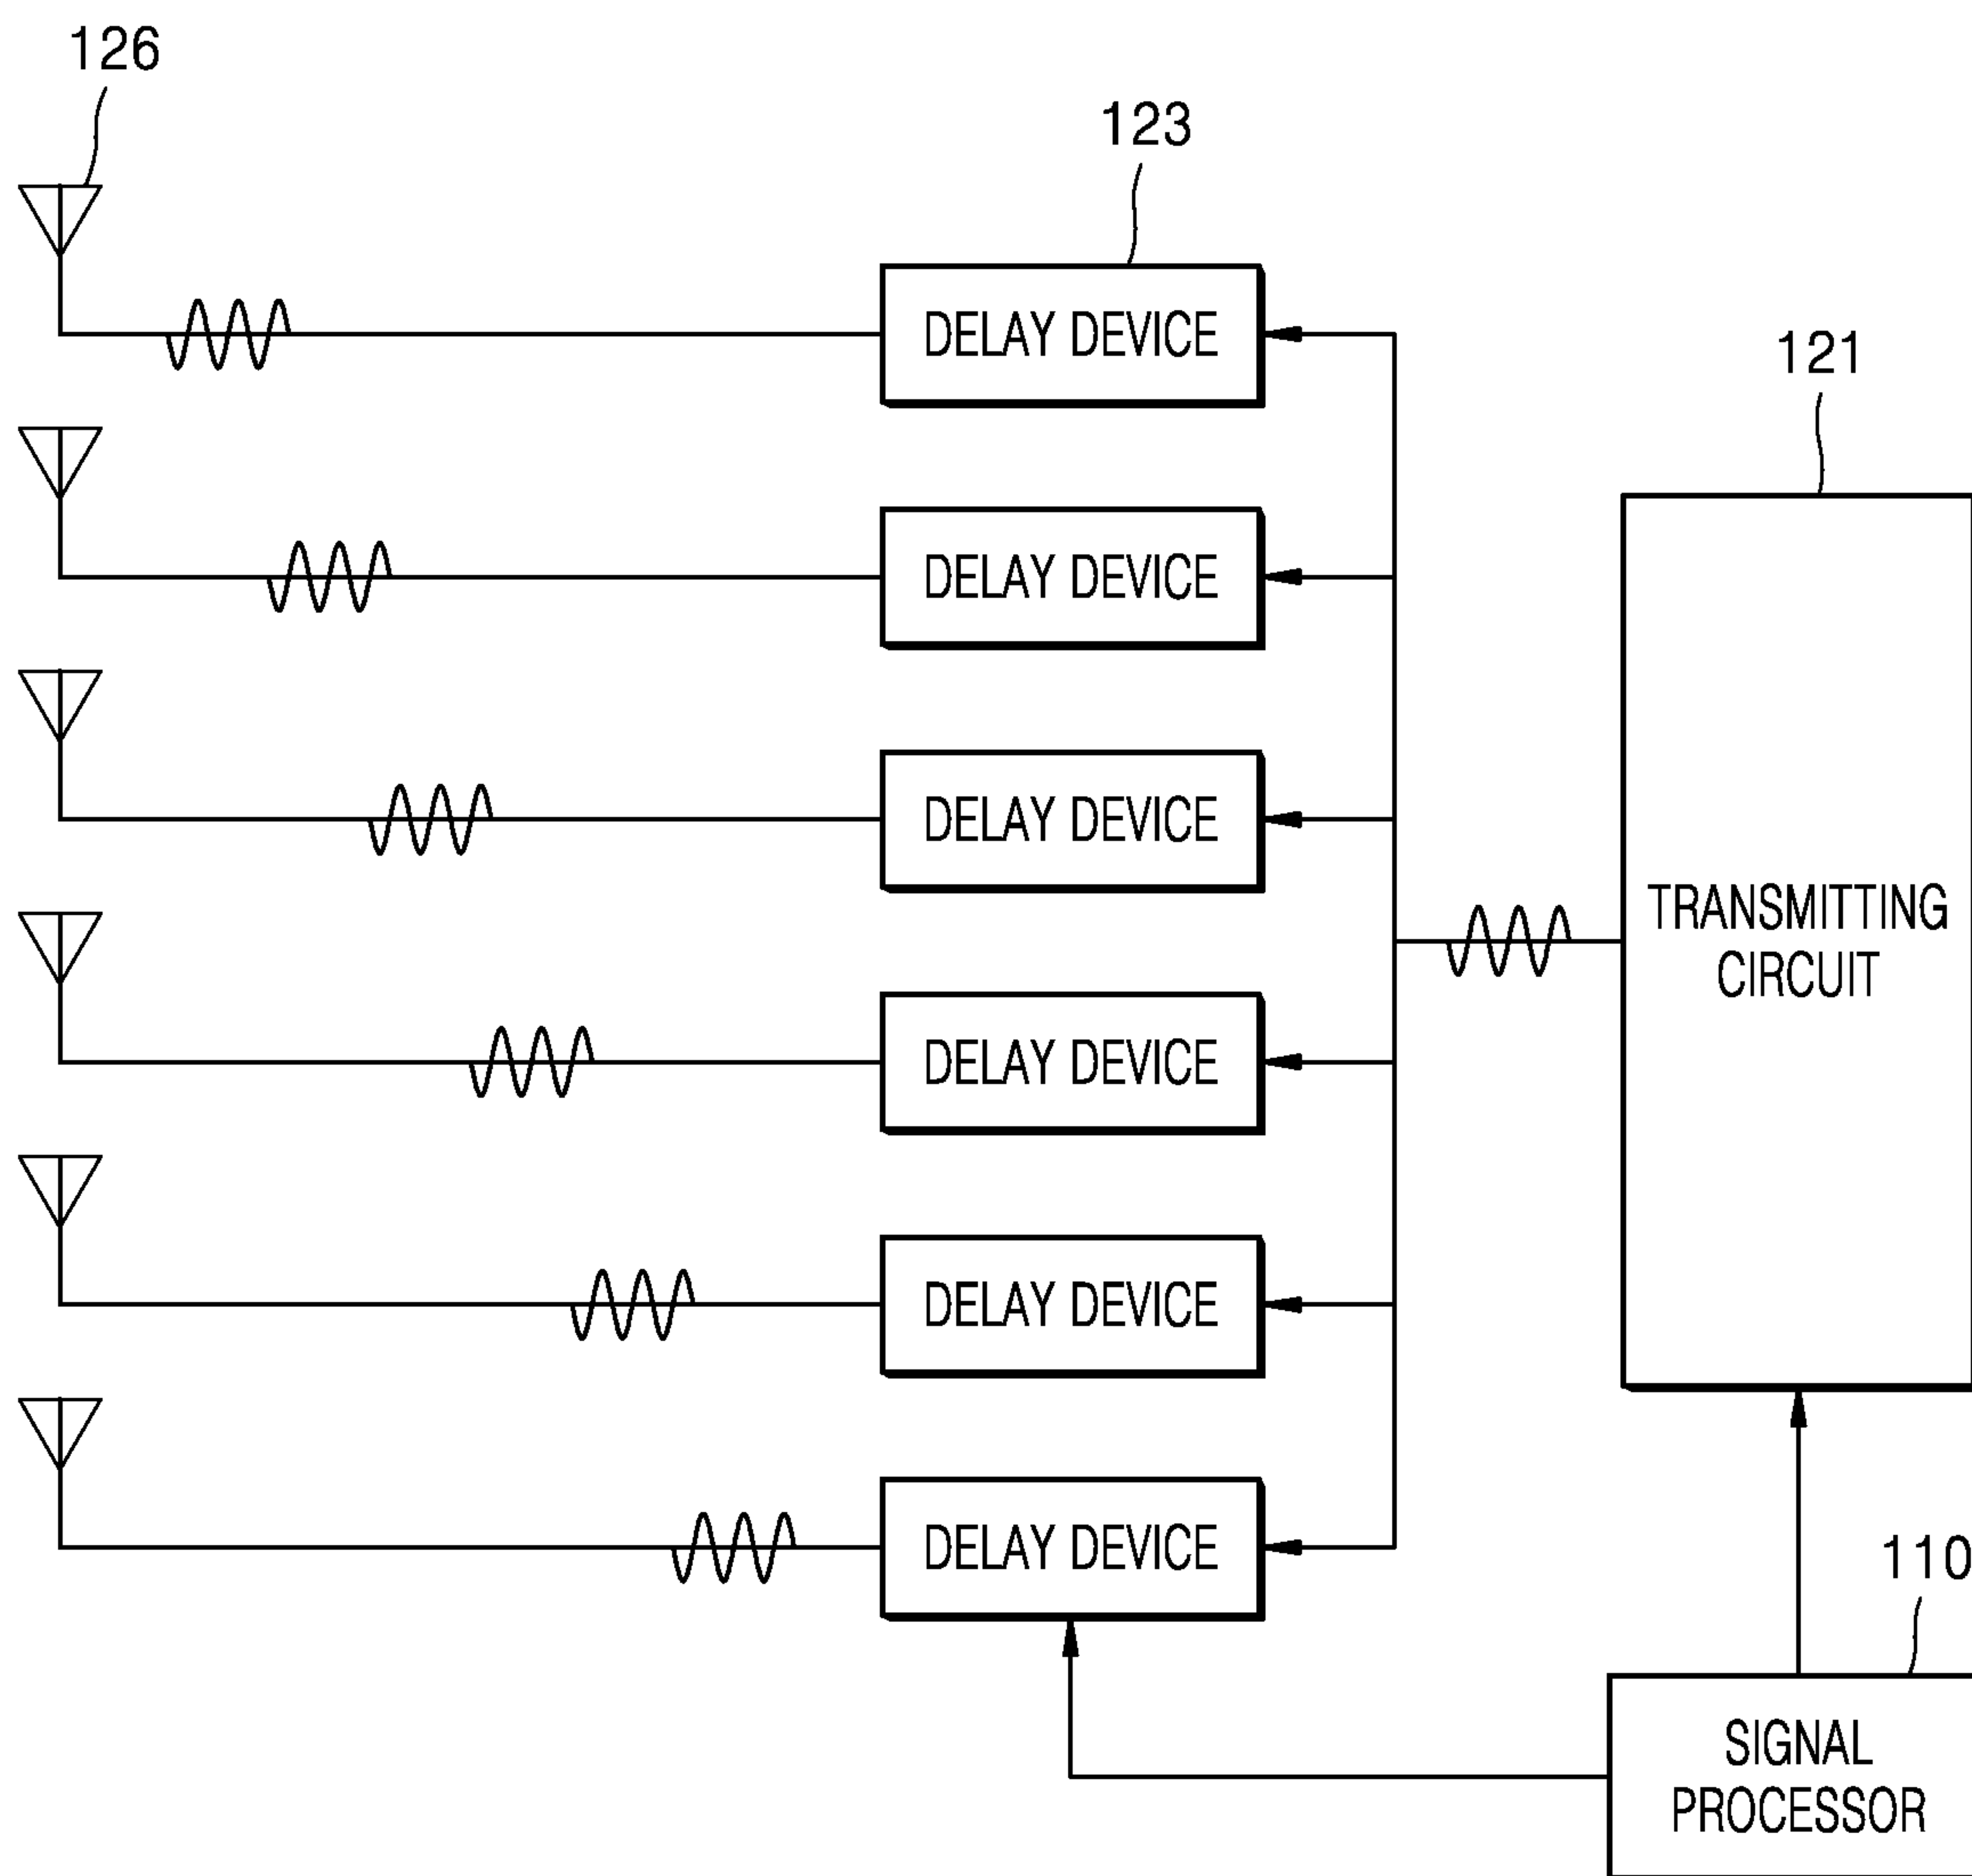 126
123
DELAY DEVICE
121
DELAY DEVICE
DELAY DEVICE
TRANSMITTING
CIRCUIT
DELAY DEVICE
DELAY DEVICE
DELAY DEVICE
110
SIGNAL
PROCESSOR